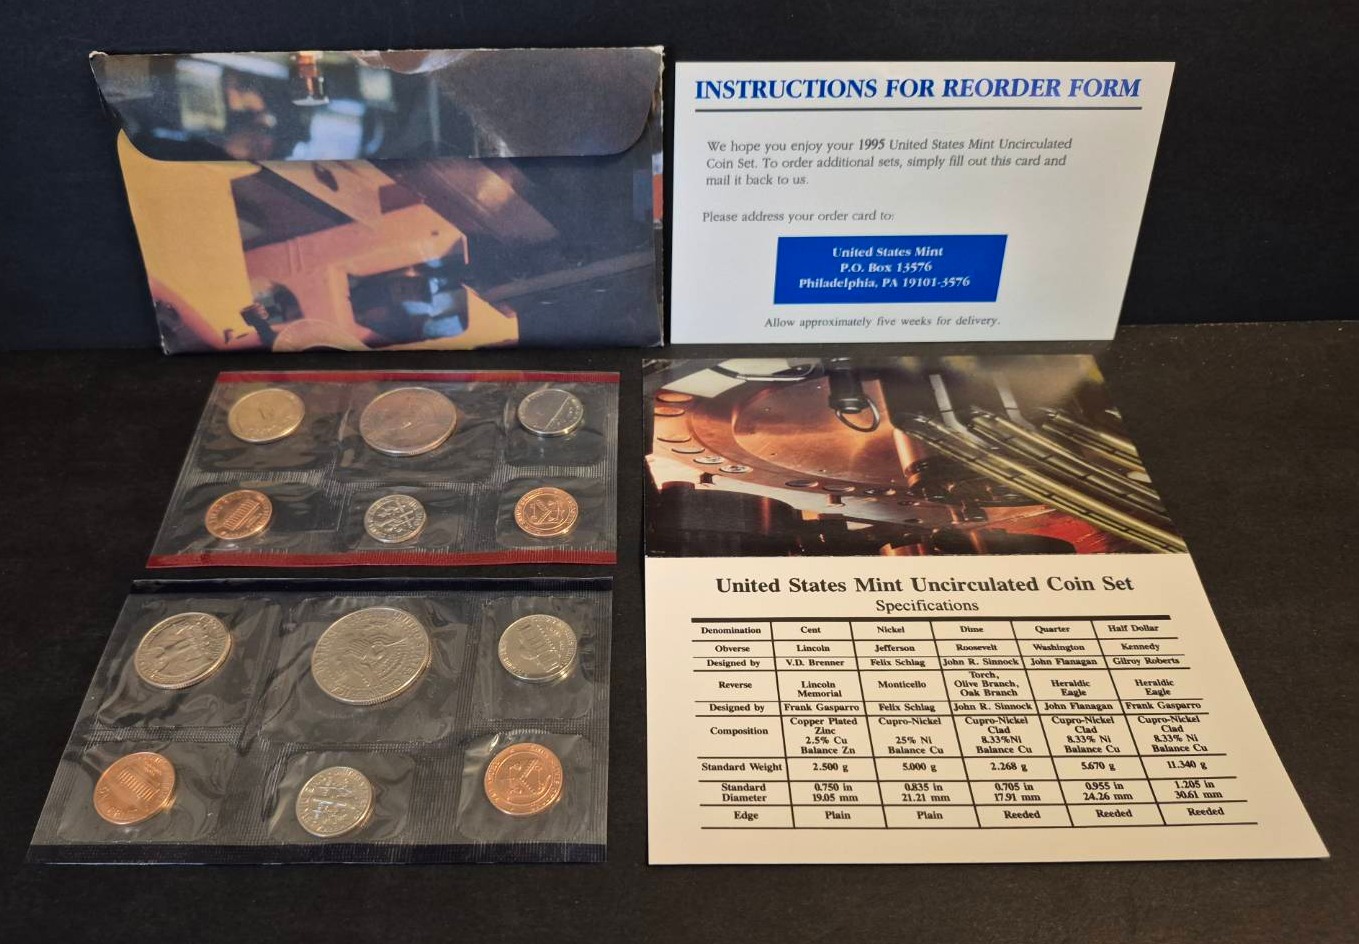 INSTRUCTIONS FOR REORDER FORM
We hope you enjoy your 1995 United States Mint Uncirculated
Coin Set. To order additional sets, simply fill out this card and
mail it back to us.
Please address your order card to:
United States Mint
P.O. Box 13576
Philadelphia, PA 19101-3576
Allow approximately five weeks for delivery.
United States Mint Uncirculated Coin Set
Specifications
Denomination Cent Nickel Dime Quarter Half Dollar
Obverse Lincoln Jefferson Roosevelt Washington Kennedy
Designed by V.D. Brenner Felix Schlag John R. Sinnock John Flanagan Gilroy Roberts
Reverse Lincoln Memorial Monticello Torch, Olive Branch, Oak Branch Heraldic Eagle Heraldic Eagle
Designed by Frank Gasparro Felix Schlag John R. Sinnock John Flanagan Frank Gasparro
Composition Copper Plated Zinc 2.5% Cu Balance Zn Cupro-Nickel 25% Ni Balance Cu Cupro-Nickel Clad 8.33%Ni Balance Cu Cupro-Nickel Clad 8.33% Ni Balance Cu Cupro-Nickel Clad 8.33% Ni Balance Cu
Standard Weight 2.500 g 5.000 g 2.268 g 5.670 g 11.340 g
Standard Diameter 0.750 in 19.05 mm 0.835 in 21.21 mm 0.705 in 17.91 mm 0.955 in 24.26 mm 1.205 in 30.61 mm
Edge Plain Plain Reeded Reeded Reeded